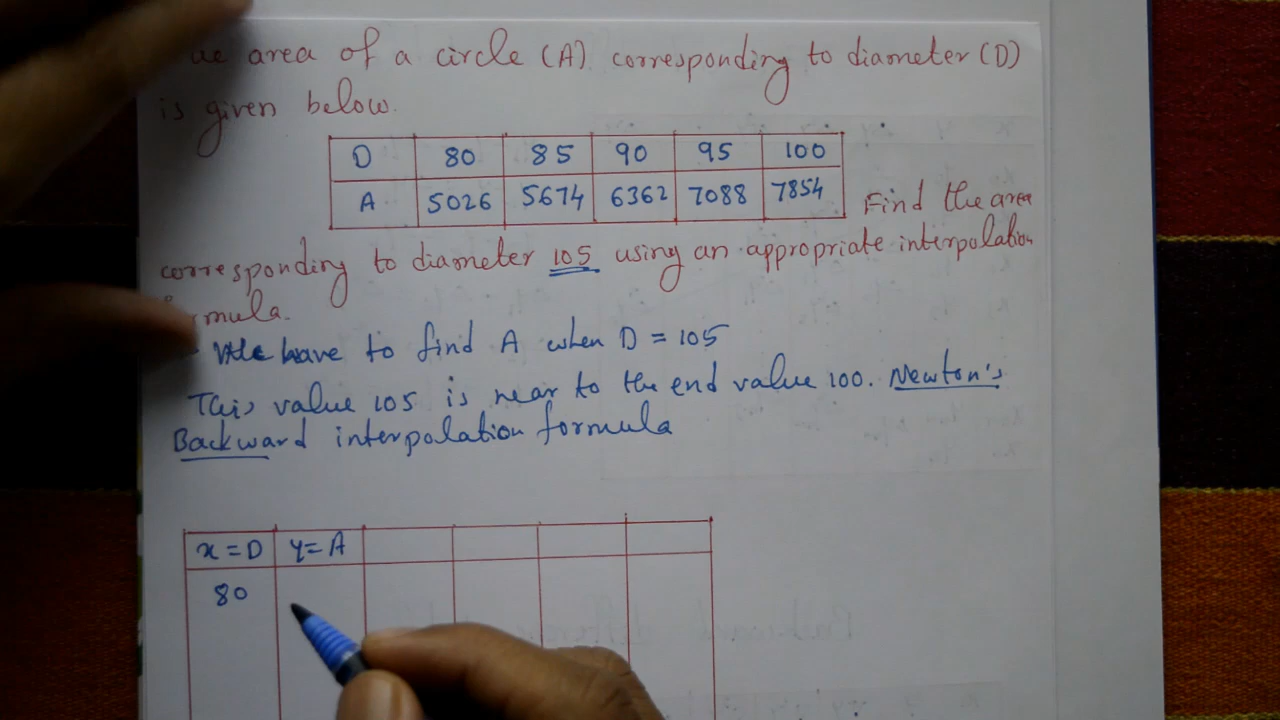 area of a circle (A) corresponding to diameter (D)
is given below.
D 80 85 90 95 100
A 5026 5674 6362 7088 7854 Find the area
corresponding to diameter 105 using an appropriate interpolation
We have to find A when D = 105
This value 105 is near to the end value 100. Newton's
Backward interpolation formula
x = D y = A
80